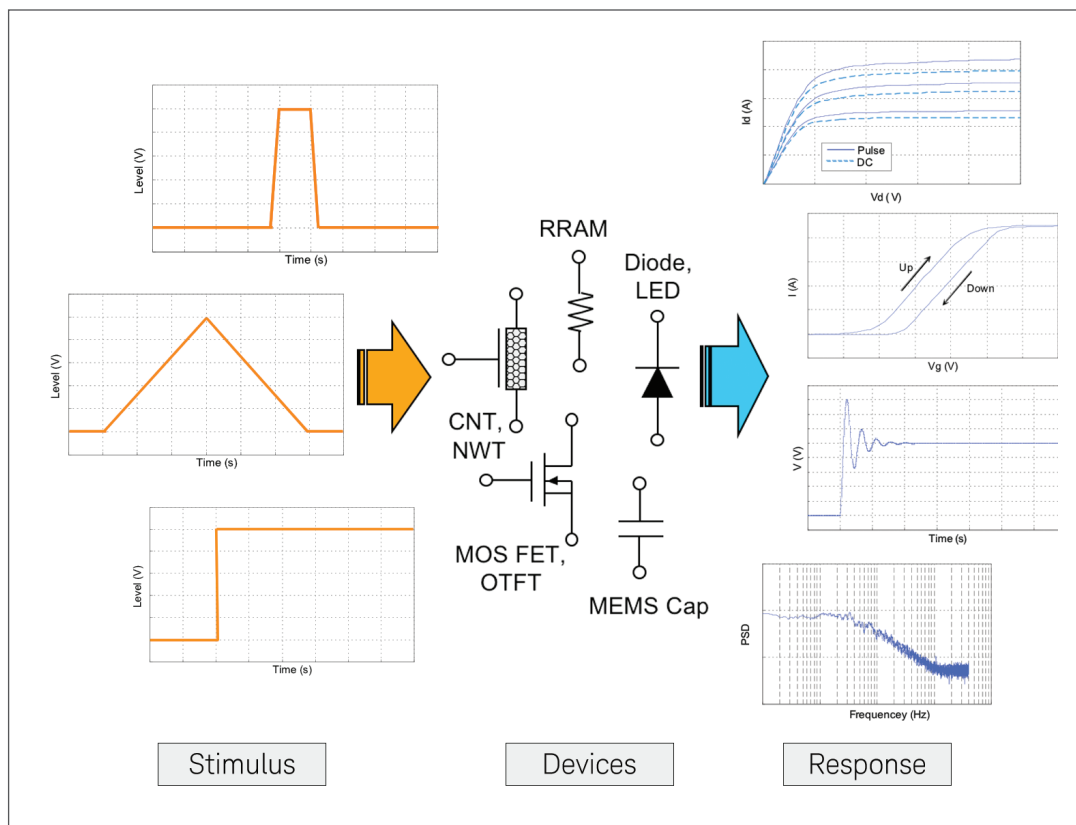 Level (V)
Time (s)
Level (V)
Time (s)
Level (V)
Time (s)
Stimulus
RRAM
Diode,
LED
CNT,
NWT
MOS FET,
OTFT
MEMS Cap
Devices
Id (A)
Pulse
DC
Vd ( V)
I (A)
Up
Down
Vg (V)
V (V)
Time (s)
PSD
Frequencey (Hz)
Response